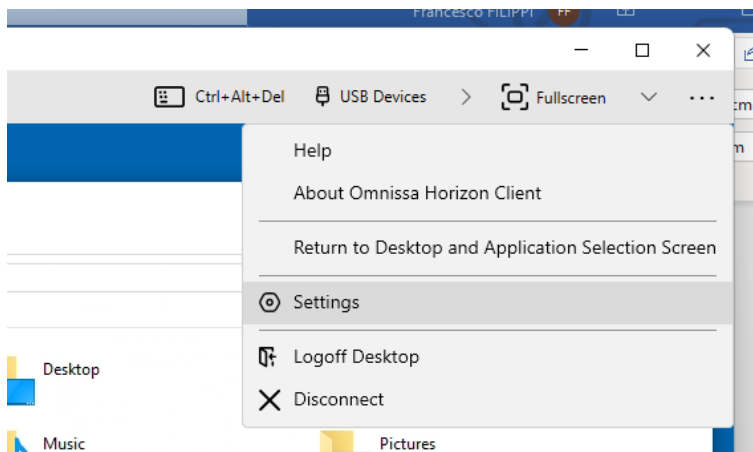 Francesco FILIPPI FF
Ctrl+Alt+Del USB Devices Fullscreen
Help
About Omnissa Horizon Client
Return to Desktop and Application Selection Screen
Settings
Logoff Desktop
Disconnect
Desktop
Music
Pictures